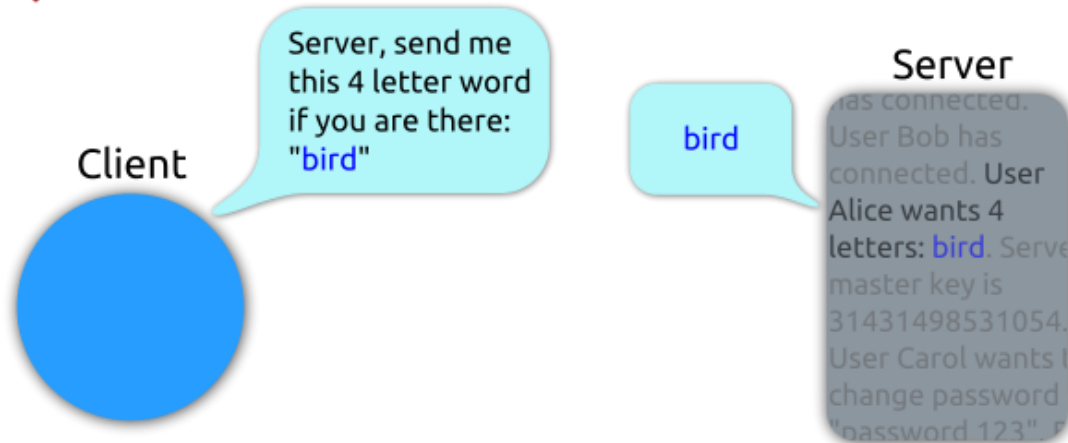 Server, send me
this 4 letter word
if you are there:
"bird"
Client
bird
Server
has connected.
User Bob has
connected. User
Alice wants 4
letters: bird. Serve
master key is
31431498531054.
User Carol wants t
change password
"password 123".